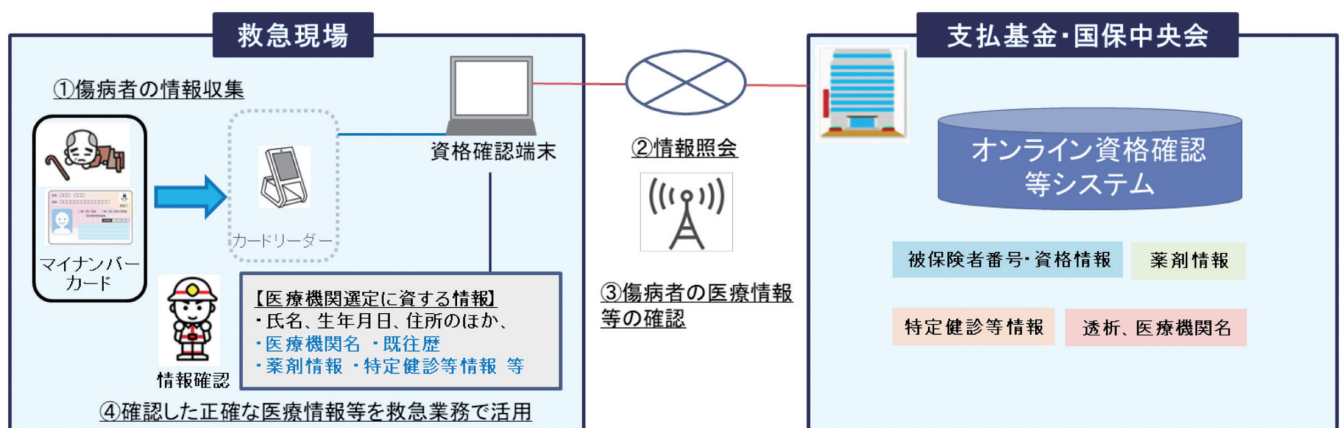 救急現場
①傷病者の情報収集
マイナンバー
カード
カードリーダー
資格確認端末
情報確認
【医療機関選定に資する情報】
・氏名、生年月日、住所のほか、
・医療機関名 ・既往歴
・薬剤情報 ・特定健診等情報 等
④確認した正確な医療情報等を救急業務で活用
②情報照会
③傷病者の医療情報
等の確認
支払基金・国保中央会
オンライン資格確認
等システム
被保険者番号・資格情報
薬剤情報
特定健診等情報
透析、医療機関名